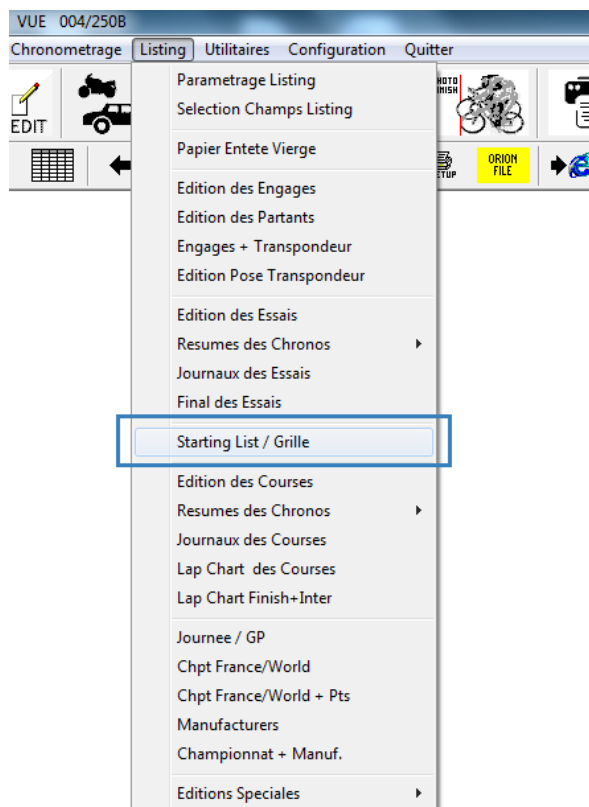 VUE 004/250B
Chronometrage Listing Utilitaires Configuration Quitter
EDIT
ORION
FILE
Parametrage Listing
Selection Champs Listing
Papier Entete Vierge
Edition des Engages
Edition des Partants
Engages + Transpondeur
Edition Pose Transpondeur
Edition des Essais
Resumes des Chronos
Journaux des Essais
Final des Essais
Starting List / Grille
Edition des Courses
Resumes des Chronos
Journaux des Courses
Lap Chart des Courses
Lap Chart Finish+Inter
Journee / GP
Chpt France/World
Chpt France/World + Pts
Manufacturers
Championnat + Manuf.
Editions Speciales